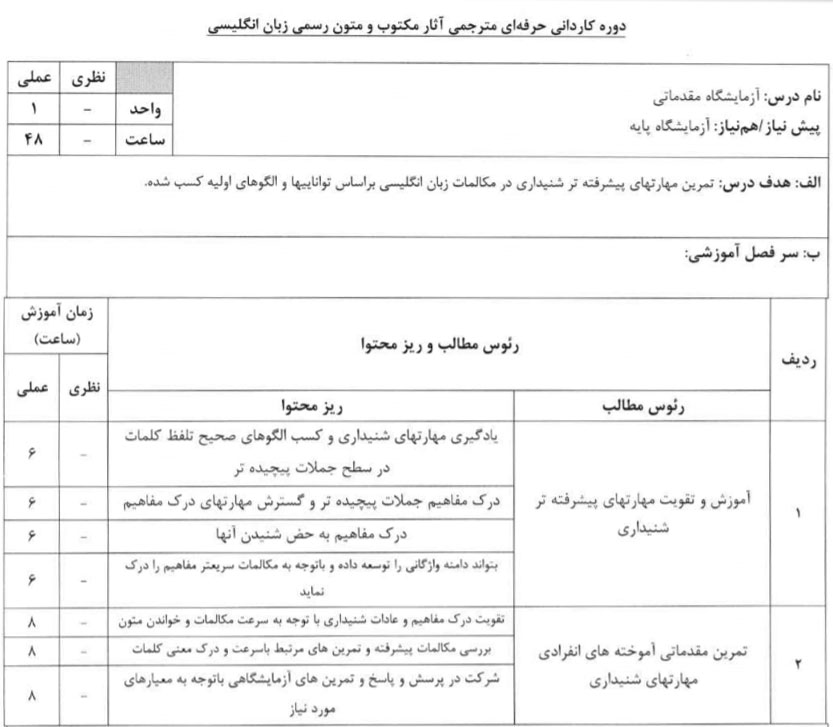 دوره کاردانی حرفه‌ای مترجمی آثار مکتوب و متون رسمی زبان انگلیسی
نظری عملی
نام درس: آزمایشگاه مقدماتی
واحد - ۱
پیش نیاز/هم‌نیاز: آزمایشگاه پایه
ساعت - ۴۸
الف: هدف درس: تمرین مهارتهای پیشرفته تر شنیداری در مکالمات زبان انگلیسی براساس تواناییها و الگوهای اولیه کسب شده.
ب: سر فصل آموزشی:
ردیف
رئوس مطالب و ریز محتوا
زمان آموزش
(ساعت)
رئوس مطالب
ریز محتوا
نظری عملی
۱
آموزش و تقویت مهارتهای پیشرفته تر
شنیداری
یادگیری مهارتهای شنیداری و کسب الگوهای صحیح تلفظ کلمات
در سطح جملات پیچیده تر
- ۶
درک مفاهیم جملات پیچیده تر و گسترش مهارتهای درک مفاهیم - ۶
درک مفاهیم به حض شنیدن آنها - ۶
بتواند دامنه واژگانی را توسعه داده و باتوجه به مکالمات سریعتر مفاهیم را درک
نماید
- ۶
۲
تمرین مقدماتی آموخته های انفرادی
مهارتهای شنیداری
تقویت درک مفاهیم و عادات شنیداری با توجه به سرعت مکالمات و خواندن متون - ۸
بررسی مکالمات پیشرفته و تمرین های مرتبط باسرعت و درک معنی کلمات - ۸
شرکت در پرسش و پاسخ و تمرین های آزمایشگاهی باتوجه به معیارهای
مورد نیاز
- ۸